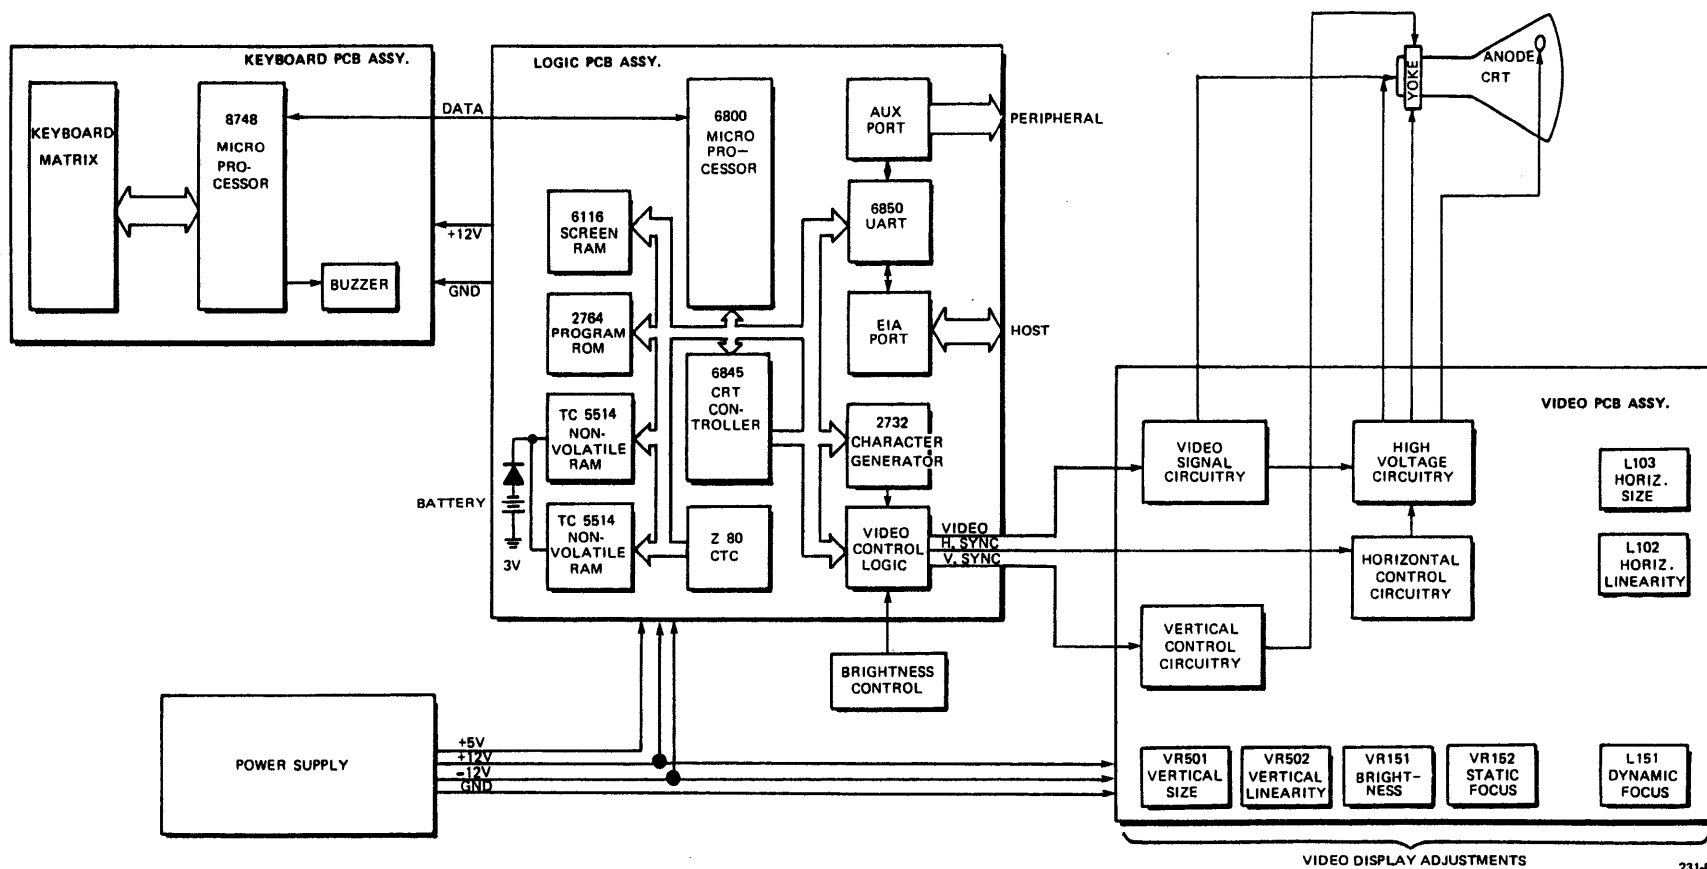 KEYBOARD PCB ASSY.
KEYBOARD
MATRIX
8748
MICRO
PRO-
CESSOR
BUZZER
DATA
+12V
GND
LOGIC PCB ASSY.
6800
MICRO
PRO-
CESSOR
6116
SCREEN
RAM
2764
PROGRAM
ROM
TC 5514
NON-
VOLATILE
RAM
TC 5514
NON-
VOLATILE
RAM
BATTERY
3V
6845
CRT
CON-
TROLLER
Z 80
CTC
AUX
PORT
PERIPHERAL
6850
UART
EIA
PORT
HOST
2732
CHARACTER
GENERATOR
VIDEO
CONTROL
LOGIC
VIDEO
H. SYNC
V. SYNC
BRIGHTNESS
CONTROL
POWER SUPPLY
+5V
+12V
-12V
GND
YOKE
ANODE
CRT
VIDEO PCB ASSY.
VIDEO
SIGNAL
CIRCUITRY
HIGH
VOLTAGE
CIRCUITRY
HORIZONTAL
CONTROL
CIRCUITRY
VERTICAL
CONTROL
CIRCUITRY
L103
HORIZ.
SIZE
L102
HORIZ.
LINEARITY
VR501
VERTICAL
SIZE
VR502
VERTICAL
LINEARITY
VR151
BRIGHT-
NESS
VR152
STATIC
FOCUS
L151
DYNAMIC
FOCUS
VIDEO DISPLAY ADJUSTMENTS